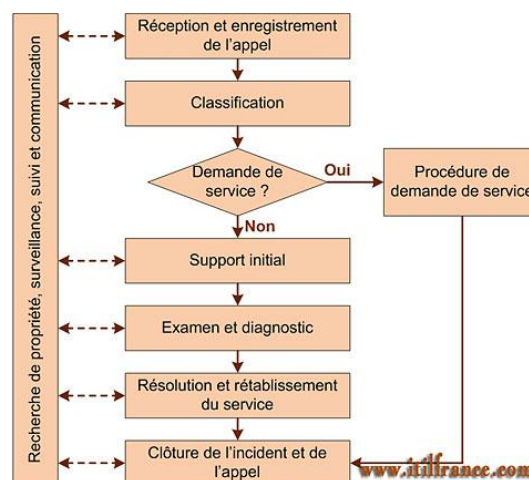 Recherche de propriété, surveillance, suivi et communication
Réception et enregistrement
de l'appel
Classification
Demande de
service ?
Oui
Procédure de
demande de service
Non
Support initial
Examen et diagnostic
Résolution et rétablissement
du service
Clôture de l'incident et de
l'appel
www.itilfrance.com